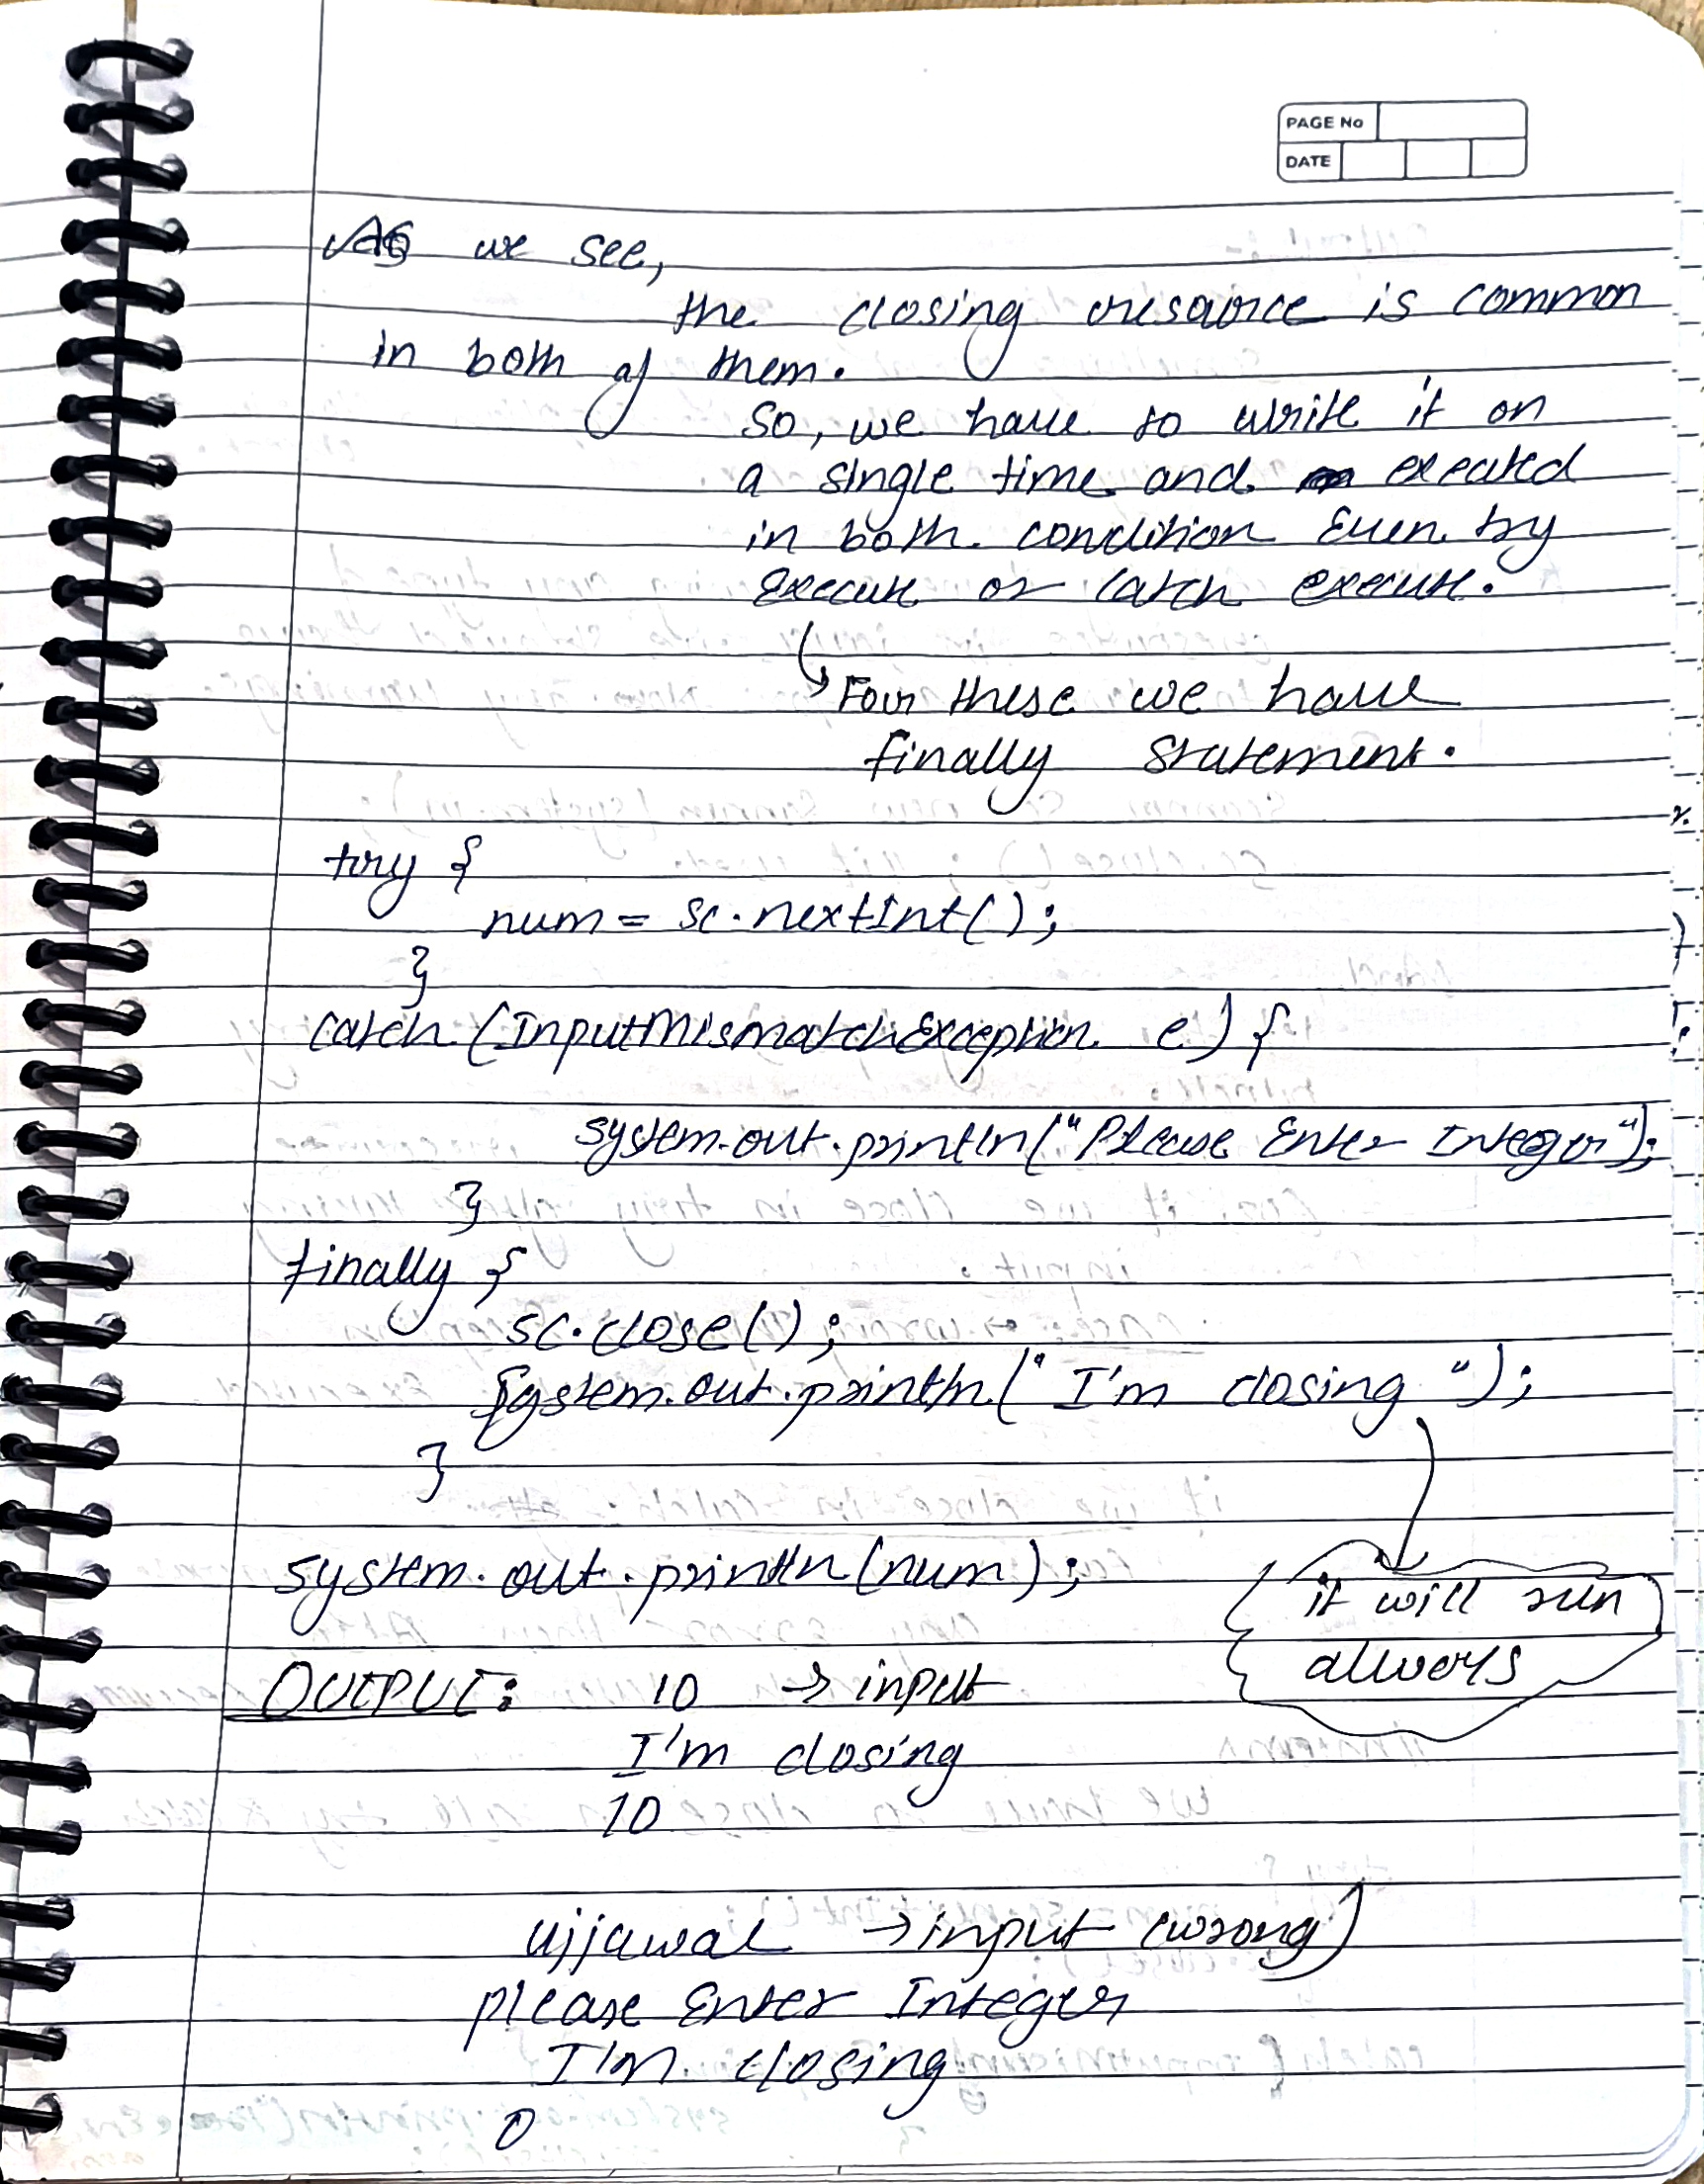 PAGE No
DATE
As we see,
the closing resource is common
in both of them.
So, we have to write it on
a single time and exeated
in both condition Even try
execute or catch execute.
For these we have
finally statement.
try {
num = sc.nextInt();
}
catch (InputMismatchException e) {
system.out.println("Please Enter Integer");
}
finally {
sc.close();
System.out.println("I'm closing");
}
system.out.println(num);
it will run
always
OUTPUT: 10 → input
I'm closing
10
ujjawal → input (wrong)
please Enter Integer
I'm closing
0